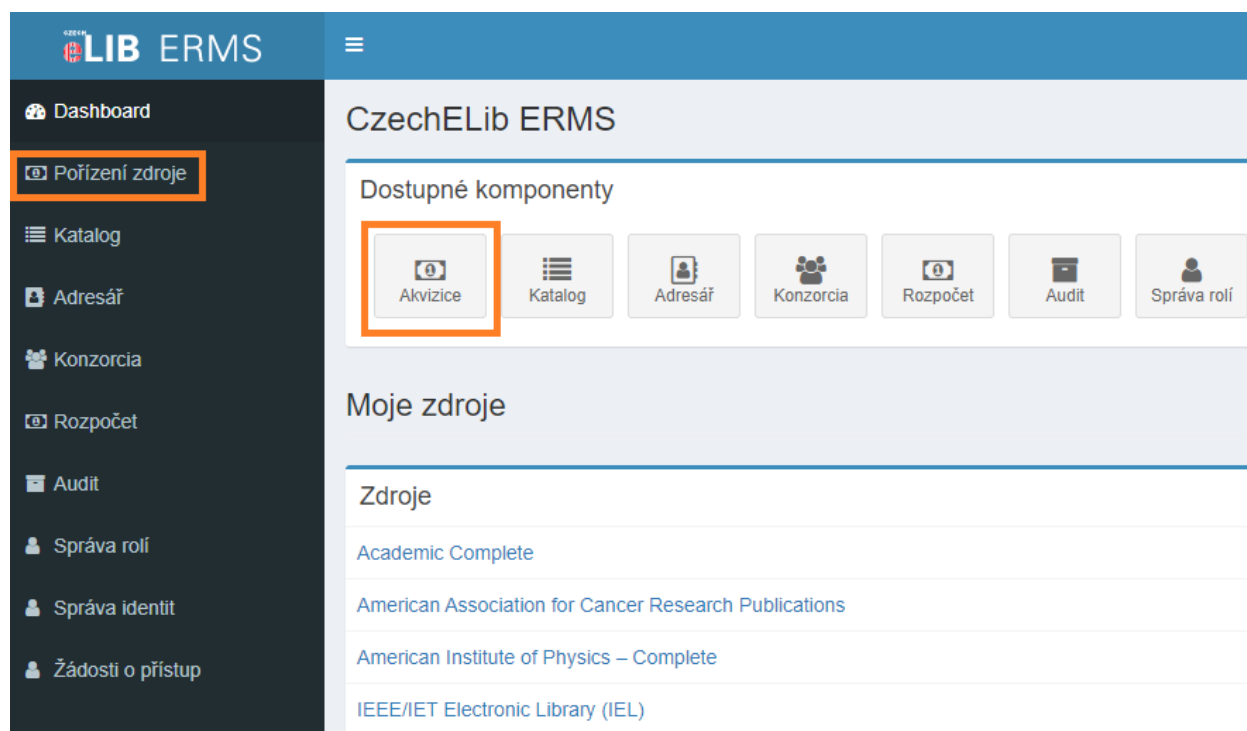 CZECH
eLIB ERMS
Dashboard
Pořízení zdroje
Katalog
Adresář
Konzorcia
Rozpočet
Audit
Správa rolí
Správa identit
Žádosti o přístup
CzechELib ERMS
Dostupné komponenty
Akvizice Katalog Adresář Konzorcia Rozpočet Audit Správa rolí
Moje zdroje
Zdroje
Academic Complete
American Association for Cancer Research Publications
American Institute of Physics – Complete
IEEE/IET Electronic Library (IEL)